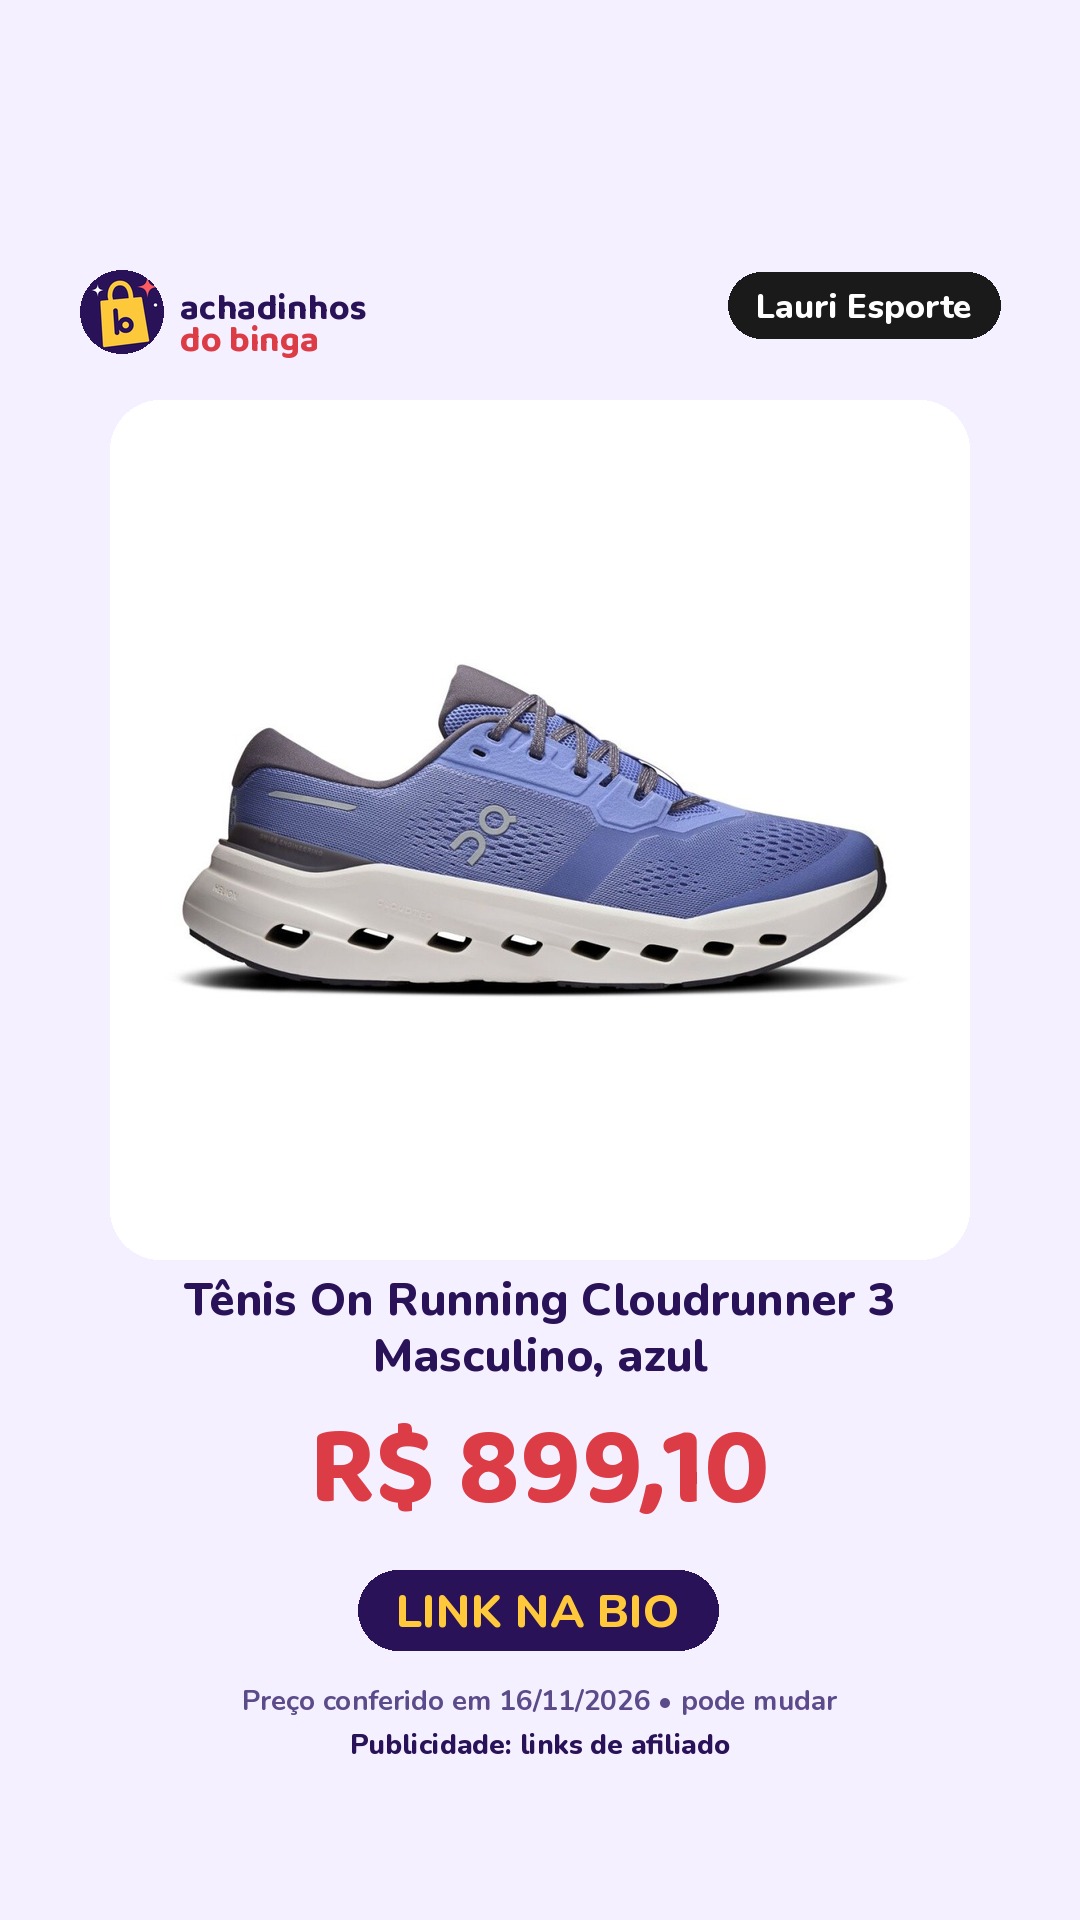 achadinhos
do binga
Lauri Esporte
Tênis On Running Cloudrunner 3
Masculino, azul
R$ 899,10
LINK NA BIO
Preço conferido em 16/11/2026 • pode mudar
Publicidade: links de afiliado